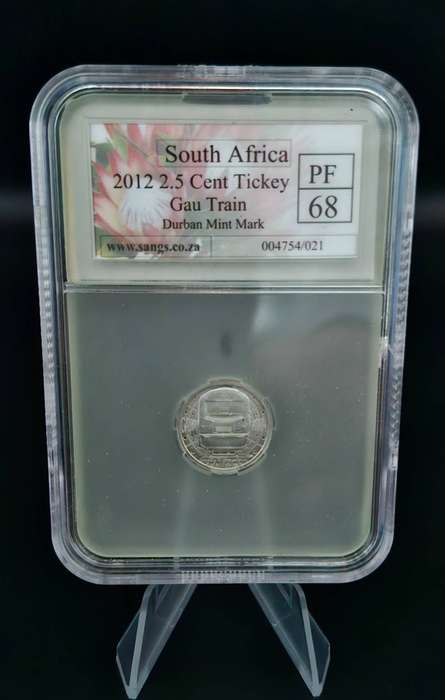 South Africa
2012 2.5 Cent Tickey
Gau Train
Durban Mint Mark
PF
68
www.sangs.co.za
004754/021